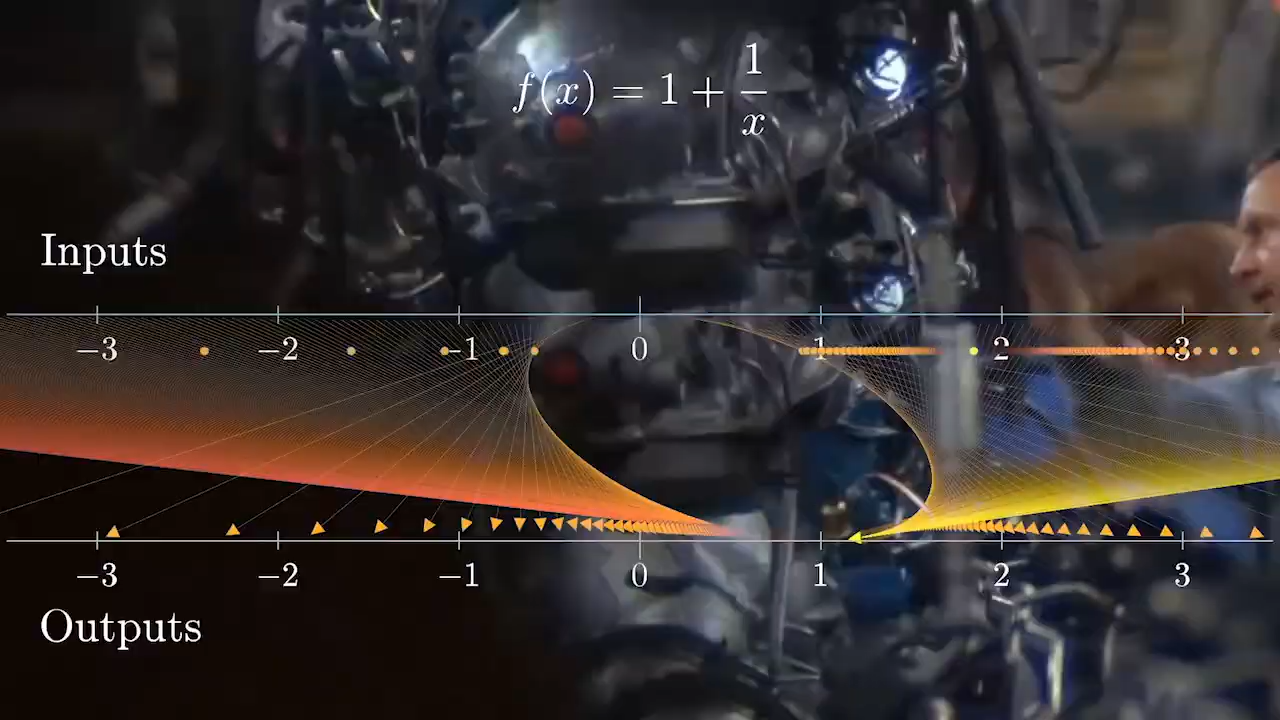 f(x) = 1 + 1/x
Inputs
−3 −2 −1 0 1 2 3
−3 −2 −1 0 1 2 3
Outputs